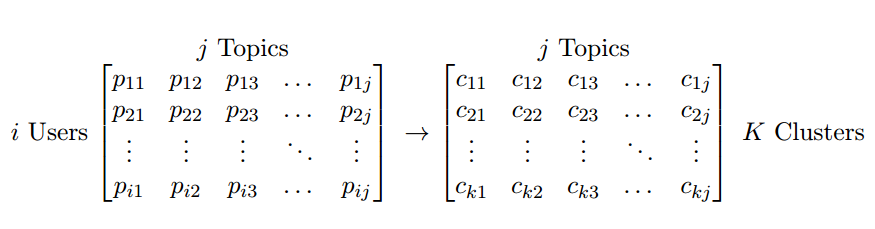 j Topics j Topics
p₁₁ p₁₂ p₁₃ … p₁ⱼ c₁₁ c₁₂ c₁₃ … c₁ⱼ
p₂₁ p₂₂ p₂₃ … p₂ⱼ c₂₁ c₂₂ c₂₃ … c₂ⱼ
i Users ⋮ ⋮ ⋮ ⋱ ⋮ → ⋮ ⋮ ⋮ ⋱ ⋮ K Clusters
pᵢ₁ pᵢ₂ pᵢ₃ … pᵢⱼ cₖ₁ cₖ₂ cₖ₃ … cₖⱼ